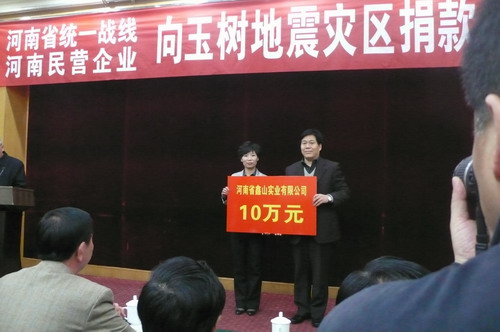 河南省统一战线
河南民营企业
向玉树地震灾区捐款
河南省鑫山实业有限公司
10万元